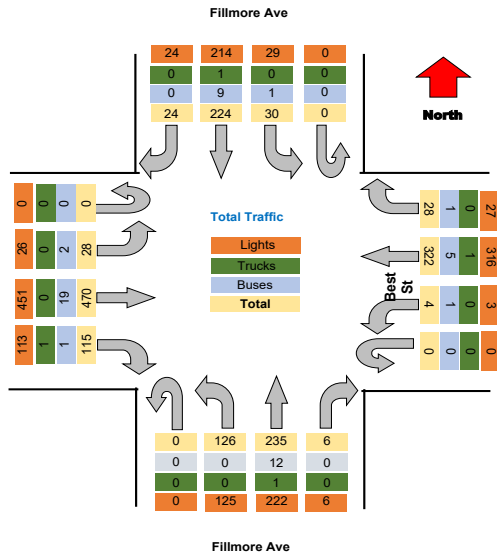 Fillmore Ave
24 214 29 0
0 1 0 0
0 9 1 0
24 224 30 0
North
0 0 0 0
26 0 2 28
451 0 19 470
113 1 1 115
Total Traffic
Lights
Trucks
Buses
Total
Best St
28 1 0 27
322 5 1 316
4 1 0 3
0 0 0 0
0 126 235 6
0 0 12 0
0 0 1 0
0 125 222 6
Fillmore Ave